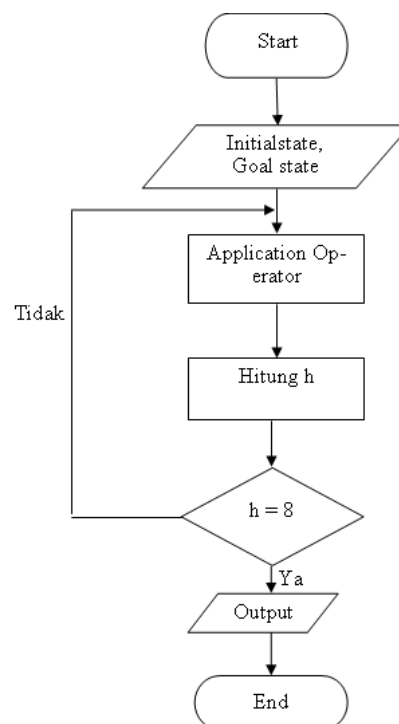 Start
Initialstate,
Goal state
Application Op-
erator
Tidak
Hitung h
h = 8
Ya
Output
End